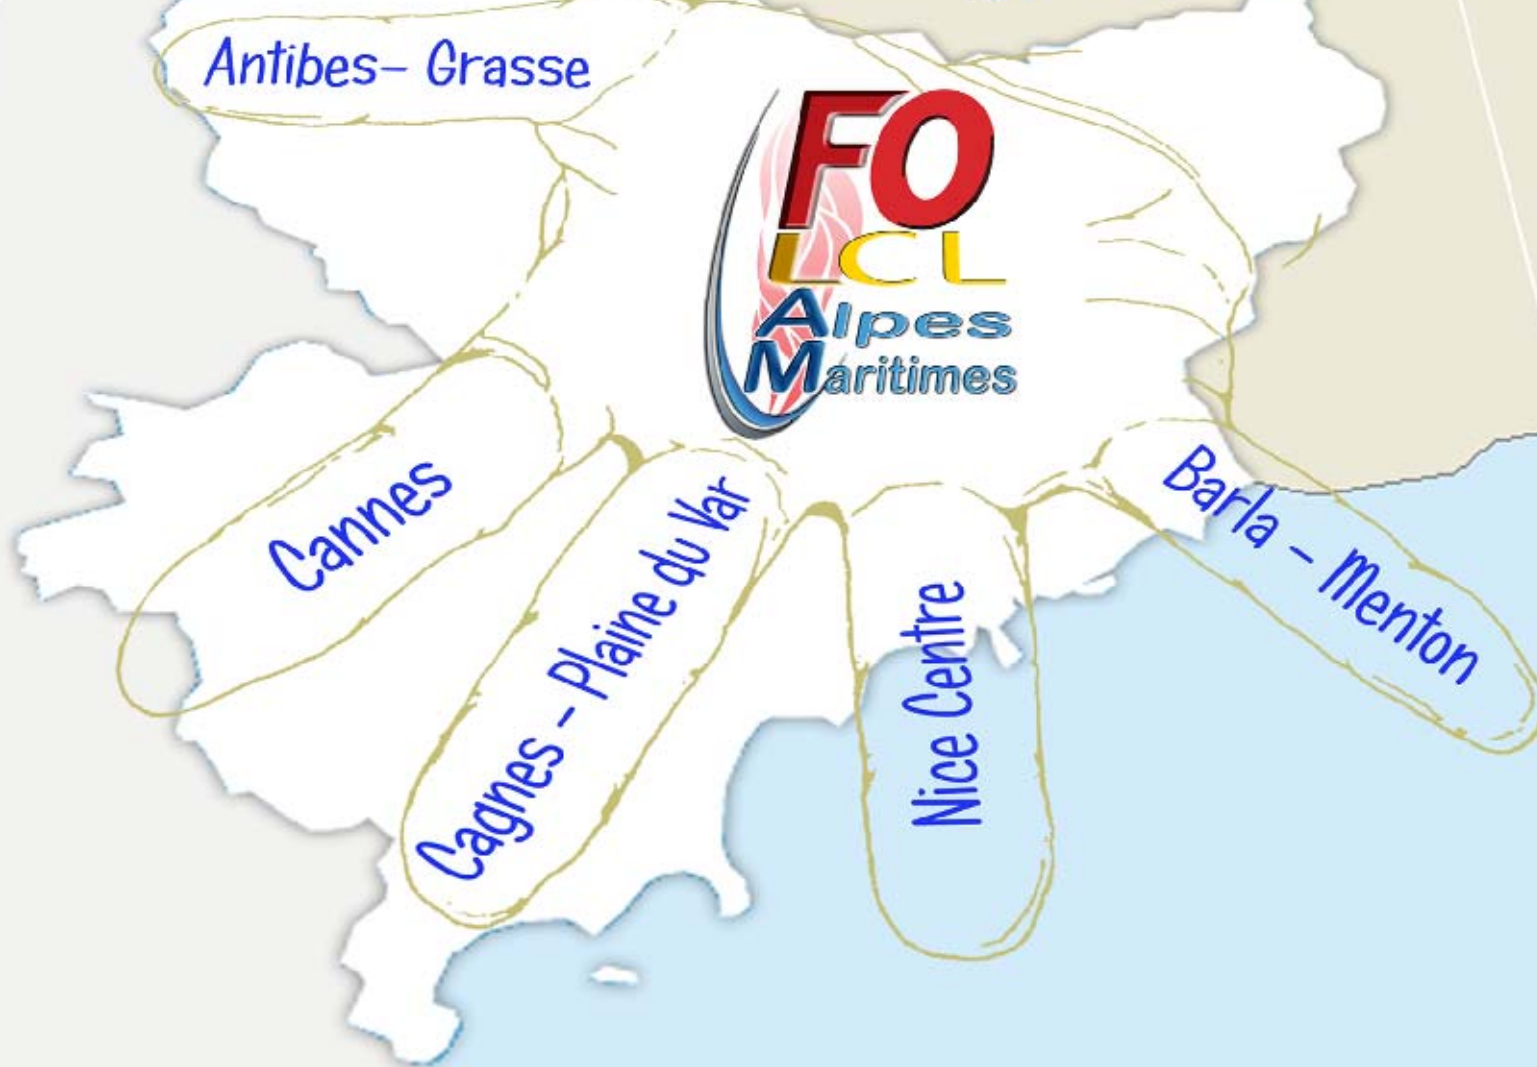 Antibes– Grasse
FO
LCL
Alpes
Maritimes
Cannes
Cagnes – Plaine du Var
Nice Centre
Barla – Menton